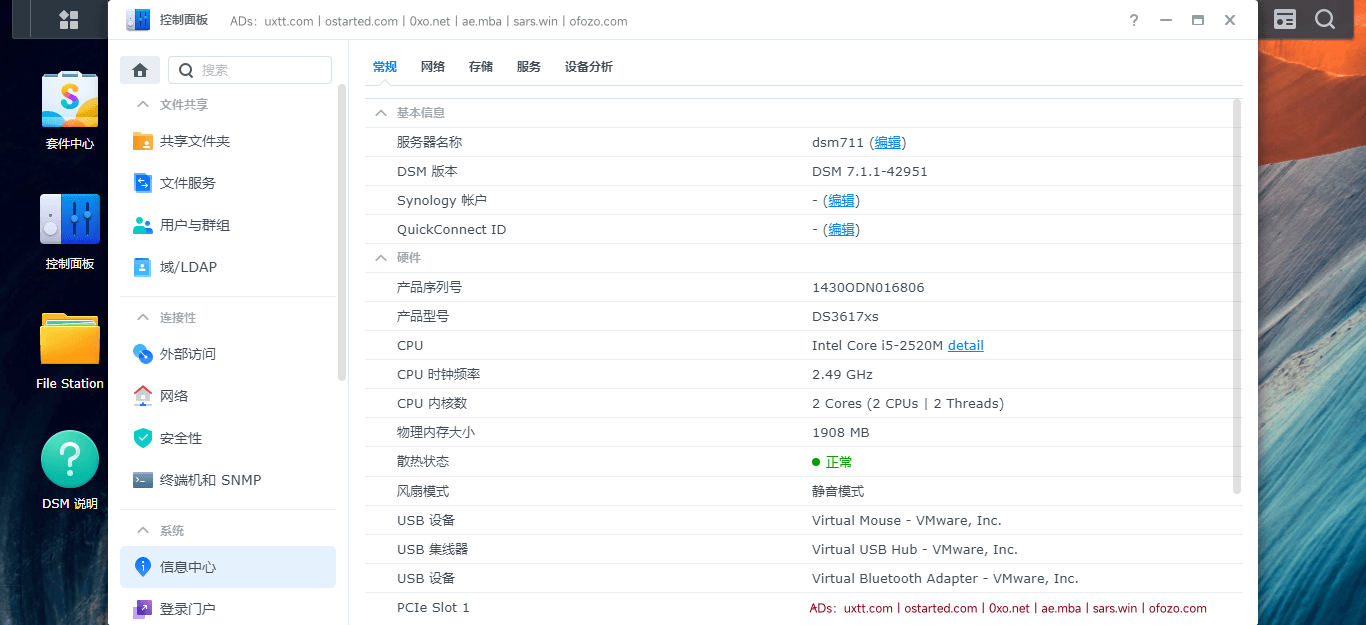 控制面板 ADs: uxtt.com | ostarted.com | 0xo.net | ae.mba | sars.win | ofozo.com
套件中心
控制面板
File Station
DSM 说明
搜索
文件共享
共享文件夹
文件服务
用户与群组
域/LDAP
连接性
外部访问
网络
安全性
终端机和 SNMP
系统
信息中心
登录门户
常规 网络 存储 服务 设备分析
基本信息
服务器名称 dsm711 (编辑)
DSM 版本 DSM 7.1.1-42951
Synology 帐户 - (编辑)
QuickConnect ID - (编辑)
硬件
产品序列号 1430ODN016806
产品型号 DS3617xs
CPU Intel Core i5-2520M detail
CPU 时钟频率 2.49 GHz
CPU 内核数 2 Cores (2 CPUs | 2 Threads)
物理内存大小 1908 MB
散热状态 正常
风扇模式 静音模式
USB 设备 Virtual Mouse - VMware, Inc.
USB 集线器 Virtual USB Hub - VMware, Inc.
USB 设备 Virtual Bluetooth Adapter - VMware, Inc.
PCIe Slot 1 ADs: uxtt.com | ostarted.com | 0xo.net | ae.mba | sars.win | ofozo.com